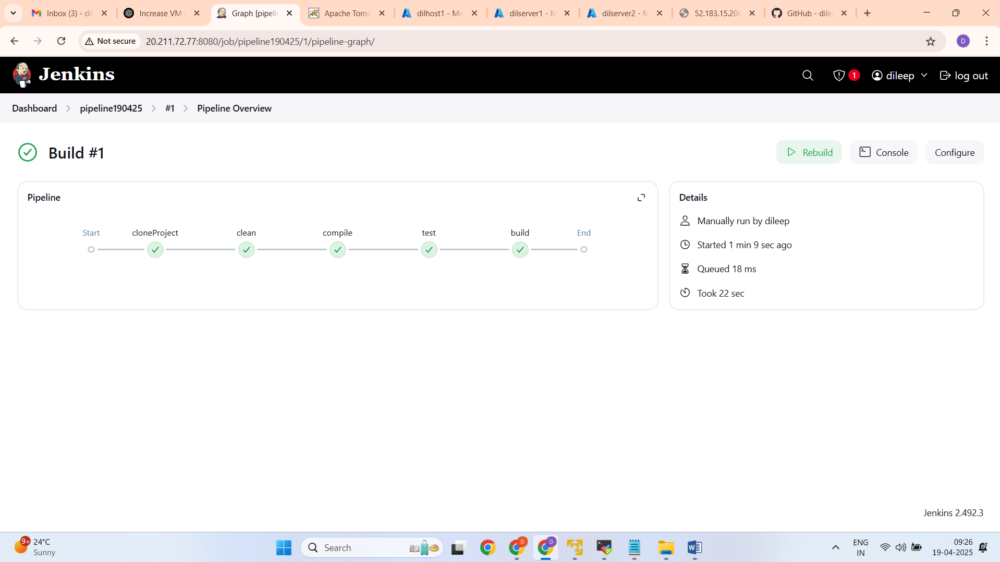 Inbox (3) - dil
Increase VM
Graph [pipelin
Apache Tomc
dilhost1 - Mic
dilserver1 - M
dilserver2 - M
52.183.15.206
GitHub - dile
Not secure
20.211.72.77:8080/job/pipeline190425/1/pipeline-graph/
D
Jenkins
1
dileep
log out
Dashboard
pipeline190425
#1
Pipeline Overview
Build #1
Rebuild
Console
Configure
Pipeline
Start
cloneProject
clean
compile
test
build
End
Details
Manually run by dileep
Started 1 min 9 sec ago
Queued 18 ms
Took 22 sec
Jenkins 2.492.3
9+
24°C
Sunny
Search
D
D
W
ENG
IN
09:26
19-04-2025